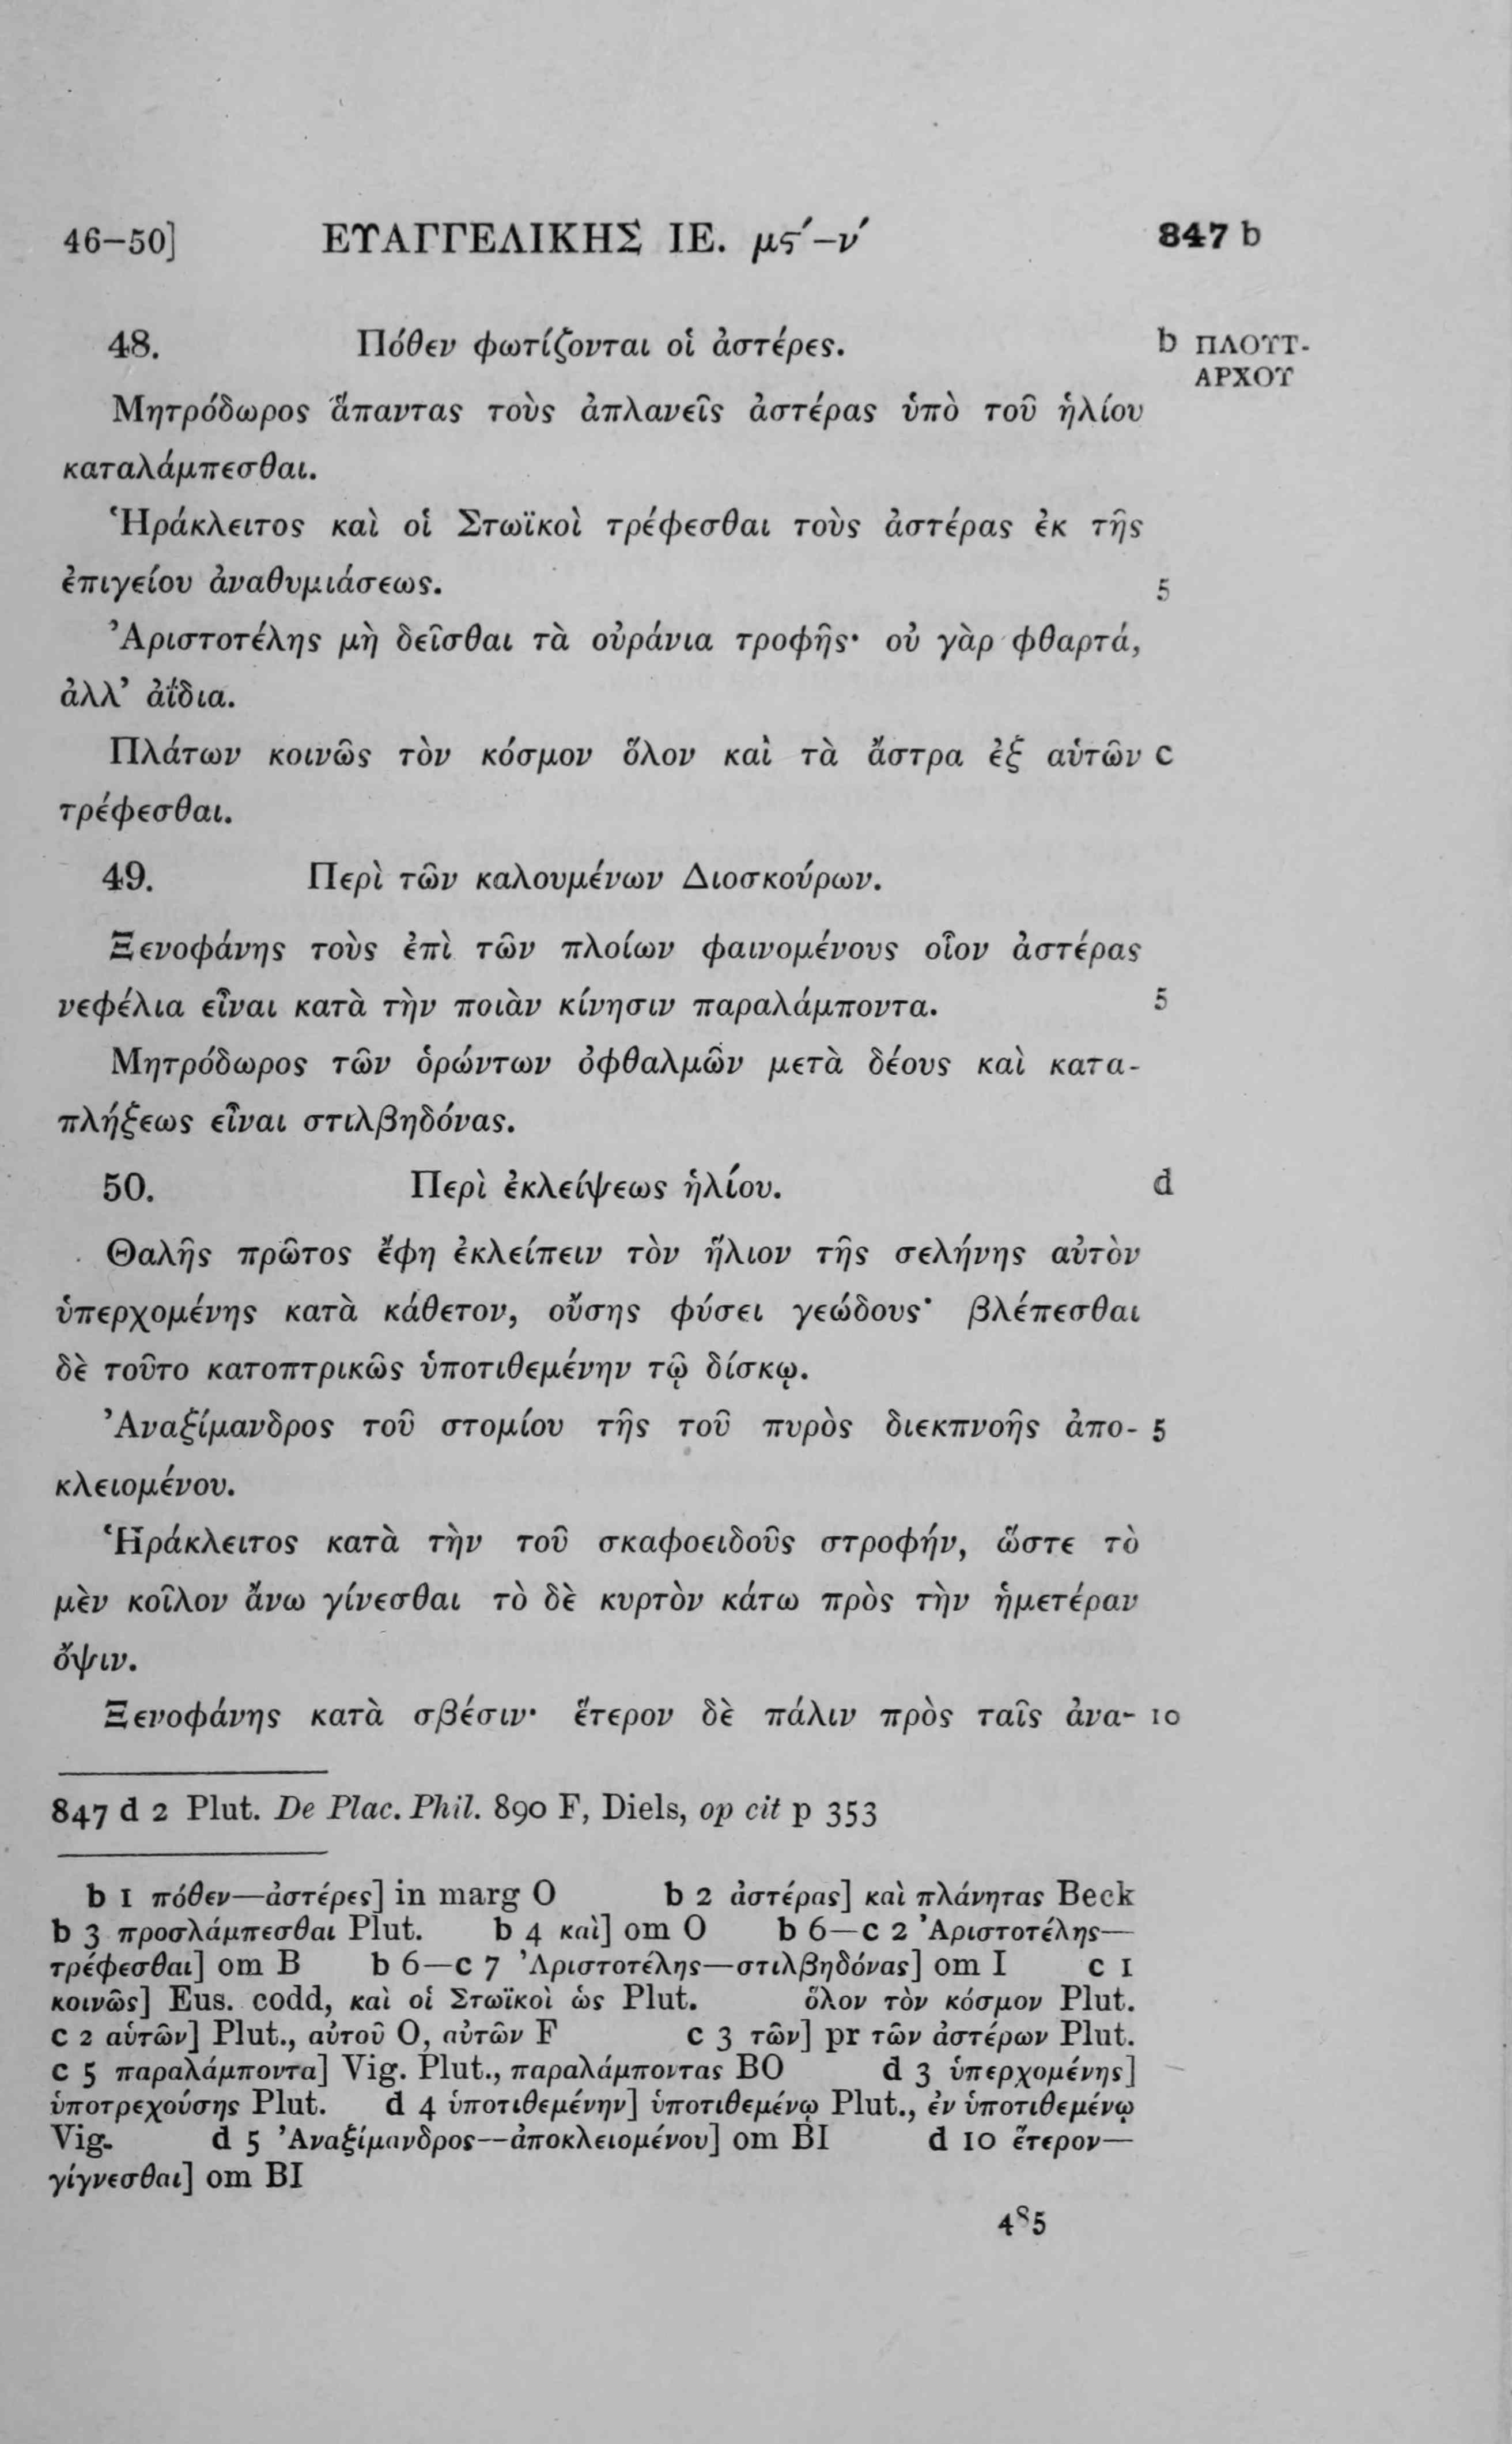 46–50] ΕΥΑΓΓΕΛΙΚΗΣ ΙΕ. μϛ´–ν´ 847 b
48. Πόθεν φωτίζονται οἱ ἀστέρες. b ΠΛΟΥΤ-
ΑΡΧΟΥ
Μητρόδωρος ἅπαντας τοὺς ἀπλανεῖς ἀστέρας ὑπὸ τοῦ ἡλίου
καταλάμπεσθαι.
Ἡράκλειτος καὶ οἱ Στωϊκοὶ τρέφεσθαι τοὺς ἀστέρας ἐκ τῆς
ἐπιγείου ἀναθυμιάσεως. 5
Ἀριστοτέλης μὴ δεῖσθαι τὰ οὐράνια τροφῆς· οὐ γὰρ φθαρτά,
ἀλλ’ ἀΐδια.
Πλάτων κοινῶς τὸν κόσμον ὅλον καὶ τὰ ἄστρα ἐξ αὑτῶν c
τρέφεσθαι.
49. Περὶ τῶν καλουμένων Διοσκούρων.
Ξενοφάνης τοὺς ἐπὶ τῶν πλοίων φαινομένους οἷον ἀστέρας
νεφέλια εἶναι κατὰ τὴν ποιὰν κίνησιν παραλάμποντα. 5
Μητρόδωρος τῶν ὁρώντων ὀφθαλμῶν μετὰ δέους καὶ κατα-
πλήξεως εἶναι στιλβηδόνας.
50. Περὶ ἐκλείψεως ἡλίου. d
Θαλῆς πρῶτος ἔφη ἐκλείπειν τὸν ἥλιον τῆς σελήνης αὐτὸν
ὑπερχομένης κατὰ κάθετον, οὔσης φύσει γεώδους· βλέπεσθαι
δὲ τοῦτο κατοπτρικῶς ὑποτιθεμένην τῷ δίσκῳ.
Ἀναξίμανδρος τοῦ στομίου τῆς τοῦ πυρὸς διεκπνοῆς ἀπο- 5
κλειομένου.
Ἡράκλειτος κατὰ τὴν τοῦ σκαφοειδοῦς στροφήν, ὥστε τὸ
μὲν κοῖλον ἄνω γίνεσθαι τὸ δὲ κυρτὸν κάτω πρὸς τὴν ἡμετέραν
ὄψιν.
Ξενοφάνης κατὰ σβέσιν· ἕτερον δὲ πάλιν πρὸς ταῖς ἀνα- 10
847 d 2 Plut. De Plac. Phil. 890 F, Diels, op cit p 353
b 1 πόθεν—ἀστέρες] in marg O b 2 ἀστέρας] καὶ πλάνητας Beck
b 3 προσλάμπεσθαι Plut. b 4 καὶ] om O b 6—c 2 Ἀριστοτέλης—
τρέφεσθαι] om B b 6—c 7 Ἀριστοτέλης—στιλβηδόνας] om I c 1
κοινῶς] Eus. codd, καὶ οἱ Στωϊκοὶ ὡς Plut. ὅλον τὸν κόσμον Plut.
c 2 αὑτῶν] Plut., αὐτοῦ O, αὐτῶν F c 3 τῶν] pr τῶν ἀστέρων Plut.
c 5 παραλάμποντα] Vig. Plut., παραλάμποντας BO d 3 ὑπερχομένης]
ὑποτρεχούσης Plut. d 4 ὑποτιθεμένην] ὑποτιθεμένῳ Plut., ἐν ὑποτιθεμένῳ
Vig. d 5 Ἀναξίμανδρος—ἀποκλειομένου] om BI d 10 ἕτερον—
γίγνεσθαι] om BI
485